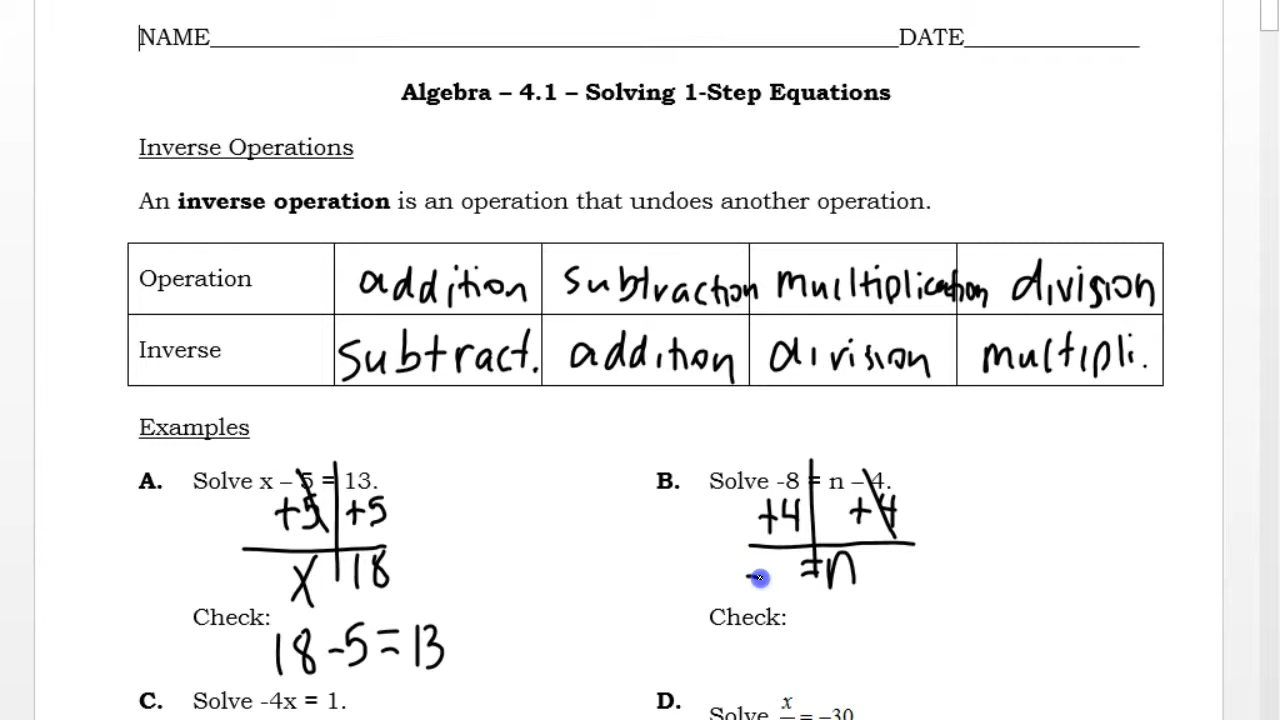 NAME DATE
Algebra – 4.1 – Solving 1-Step Equations
Inverse Operations
An inverse operation is an operation that undoes another operation.
Operation addition subtraction multiplication division
Inverse subtract. addition division multipli.
Examples
A. Solve x – 5 = 13.
+5 +5
x 18
Check:
18 - 5 = 13
B. Solve -8 = n – 4.
+4 +4
- = n
Check:
C. Solve -4x = 1.
D. Solve x = –30